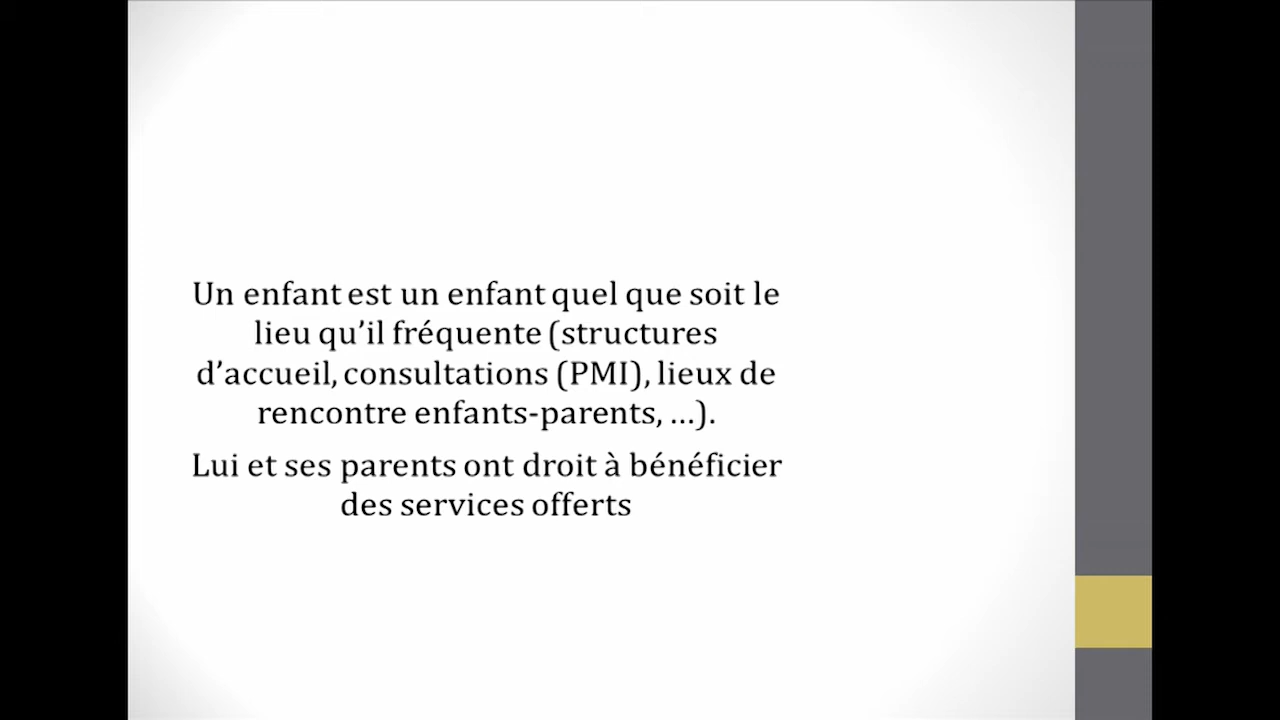 Un enfant est un enfant quel que soit le
lieu qu’il fréquente (structures
d’accueil, consultations (PMI), lieux de
rencontre enfants-parents, …).
Lui et ses parents ont droit à bénéficier
des services offerts